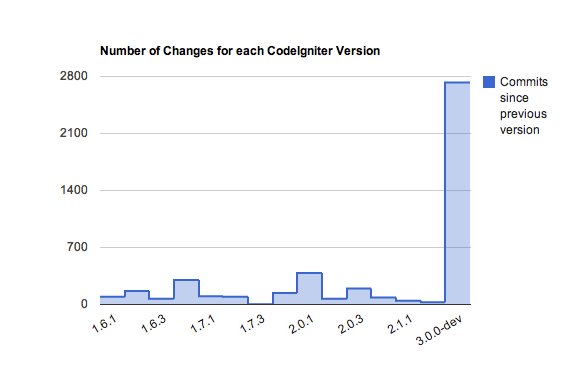 Number of Changes for each CodeIgniter Version
2800
2100
1400
700
0
Commits
since
previous
version
1.6.1
1.6.3
1.7.1
1.7.3
2.0.1
2.0.3
2.1.1
3.0.0-dev